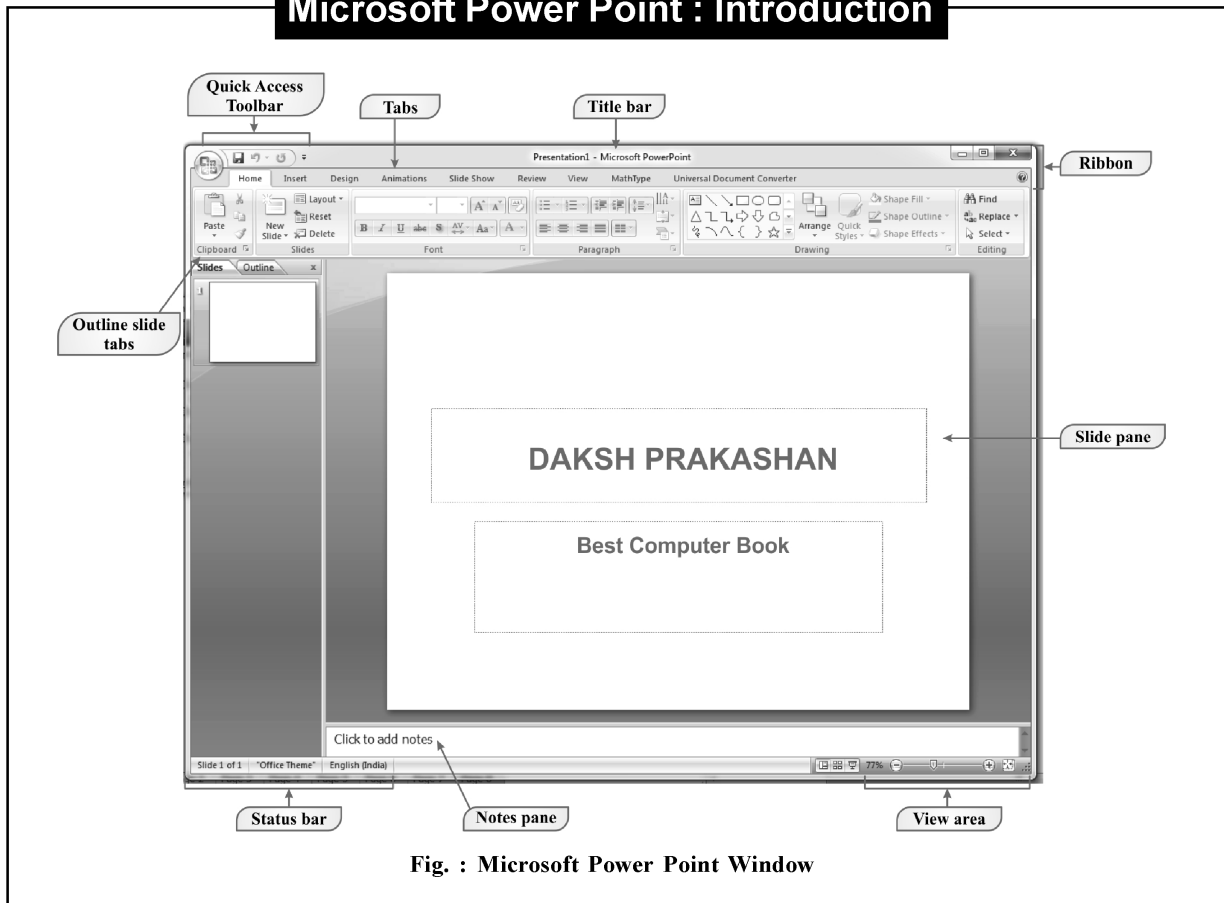 Microsoft Power Point : Introduction
Quick Access
Toolbar
Tabs
Title bar
Ribbon
Presentation1 - Microsoft PowerPoint
Home Insert Design Animations Slide Show Review View MathType Universal Document Converter
Paste
New
Slide
Layout
Reset
Delete
B I U abc S AV Aa A
A A
Arrange
Quick
Styles
Shape Fill
Shape Outline
Shape Effects
Find
Replace
Select
Clipboard Slides Font Paragraph Drawing Editing
Slides Outline x
1
Outline slide
tabs
DAKSH PRAKASHAN
Best Computer Book
Slide pane
Click to add notes
Slide 1 of 1 "Office Theme" English (India) 77%
Status bar
Notes pane
View area
Fig. : Microsoft Power Point Window